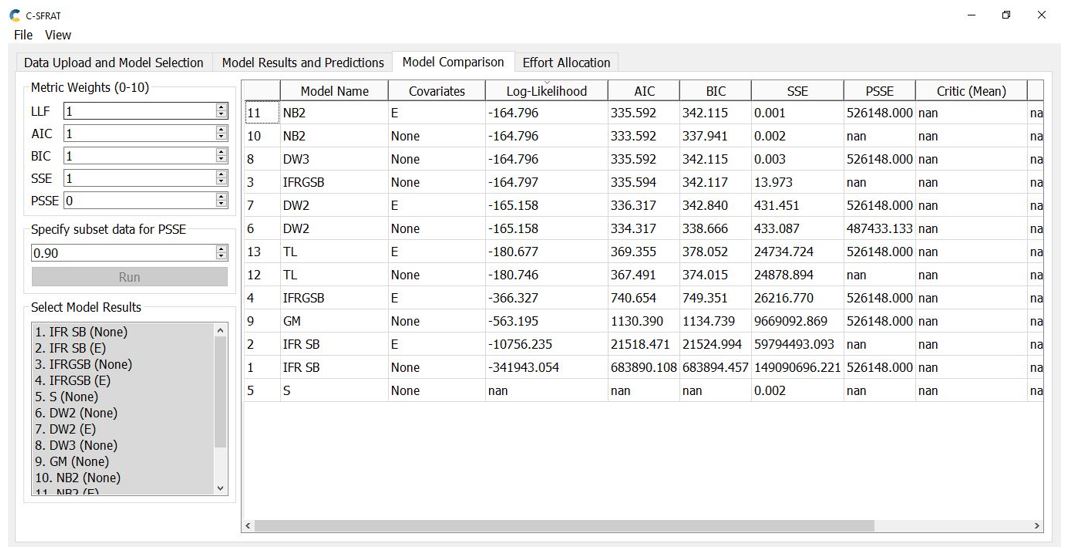 C-SFRAT
File View
Data Upload and Model Selection Model Results and Predictions Model Comparison Effort Allocation
Metric Weights (0-10)
LLF 1
AIC 1
BIC 1
SSE 1
PSSE 0
Specify subset data for PSSE
0.90
Run
Select Model Results
1. IFR SB (None)
2. IFR SB (E)
3. IFRGSB (None)
4. IFRGSB (E)
5. S (None)
6. DW2 (None)
7. DW2 (E)
8. DW3 (None)
9. GM (None)
10. NB2 (None)
11. NB2 (E)
Model Name Covariates Log-Likelihood AIC BIC SSE PSSE Critic (Mean)
11 NB2 E -164.796 335.592 342.115 0.001 526148.000 nan na
10 NB2 None -164.796 333.592 337.941 0.002 nan nan na
8 DW3 None -164.796 335.592 342.115 0.003 526148.000 nan na
3 IFRGSB None -164.797 335.594 342.117 13.973 nan nan na
7 DW2 E -165.158 336.317 342.840 431.451 526148.000 nan na
6 DW2 None -165.158 334.317 338.666 433.087 487433.133 nan na
13 TL E -180.677 369.355 378.052 24734.724 526148.000 nan na
12 TL None -180.746 367.491 374.015 24878.894 nan nan na
4 IFRGSB E -366.327 740.654 749.351 26216.770 526148.000 nan na
9 GM None -563.195 1130.390 1134.739 9669092.869 526148.000 nan na
2 IFR SB E -10756.235 21518.471 21524.994 59794493.093 nan nan na
1 IFR SB None -341943.054 683890.108 683894.457 149090696.221 526148.000 nan na
5 S None nan nan nan 0.002 nan nan na